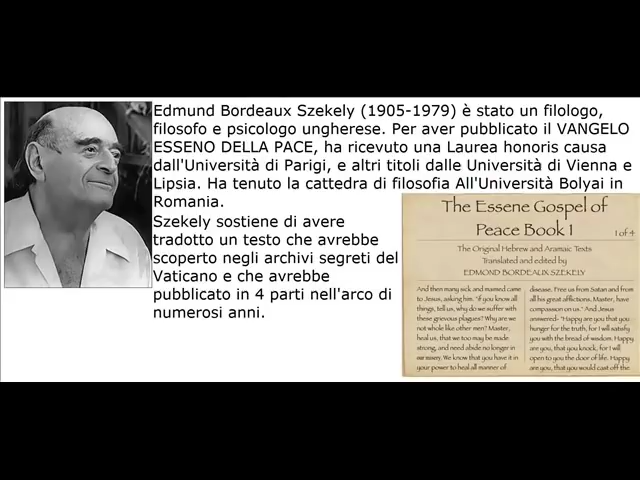 Edmund Bordeaux Szekely (1905-1979) è stato un filologo,
filosofo e psicologo ungherese. Per aver pubblicato il VANGELO
ESSENO DELLA PACE, ha ricevuto una Laurea honoris causa
dall'Università di Parigi, e altri titoli dalle Università di Vienna e
Lipsia. Ha tenuto la cattedra di filosofia All'Università Bolyai in
Romania.
Szekely sostiene di avere
tradotto un testo che avrebbe
scoperto negli archivi segreti del
Vaticano e che avrebbe
pubblicato in 4 parti nell'arco di
numerosi anni.
The Essene Gospel of
Peace Book 1
1 of 4
The Original Hebrew and Aramaic Texts
Translated and edited by
EDMOND BORDEAUX SZEKELY
And then many sick and maimed came
to Jesus, asking him: "If you know all
things, tell us, why do we suffer with
these grievous plagues? Why are we
not whole like other men? Master,
heal us, that we too may be made
strong, and need abide no longer in
our misery. We know that you have it in
your power to heal all manner of
disease. Free us from Satan and from
all his great afflictions. Master, have
compassion on us." And Jesus
answered: "Happy are you that you
hunger for the truth, for I will satisfy
you with the bread of wisdom. Happy
are you, that you knock, for I will
open to you the door of life. Happy
are you, that you would cast off the